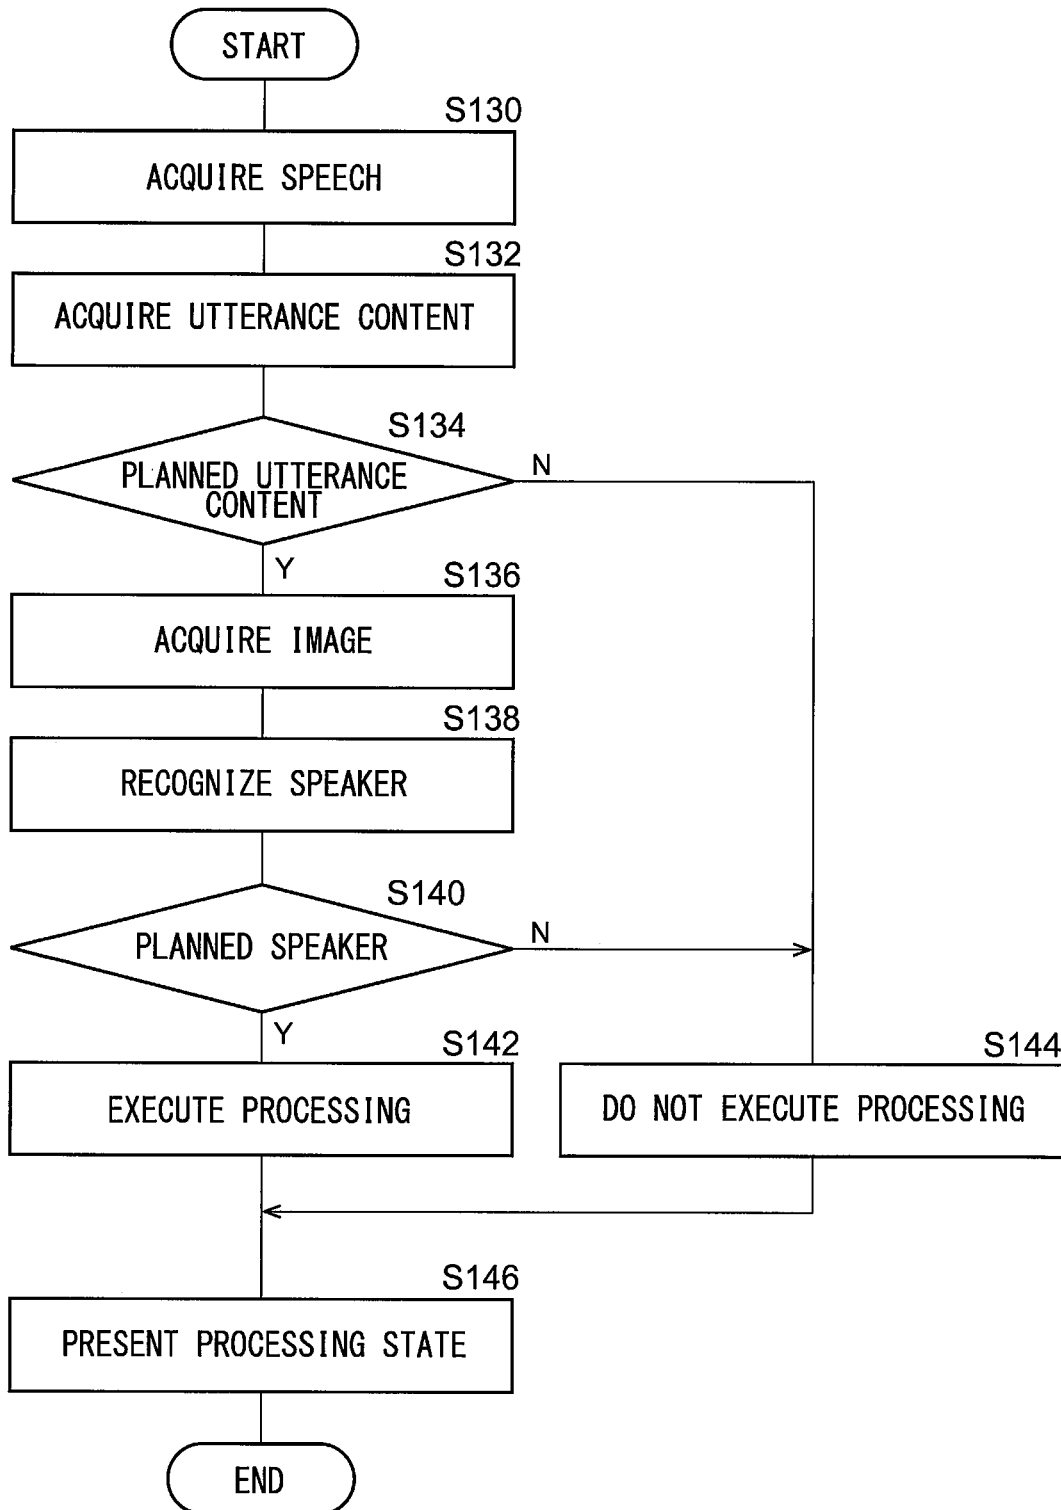 START
S130
ACQUIRE SPEECH
S132
ACQUIRE UTTERANCE CONTENT
S134
PLANNED UTTERANCE
CONTENT
N
Y
S136
ACQUIRE IMAGE
S138
RECOGNIZE SPEAKER
S140
PLANNED SPEAKER
N
Y
S142
EXECUTE PROCESSING
S144
DO NOT EXECUTE PROCESSING
S146
PRESENT PROCESSING STATE
END